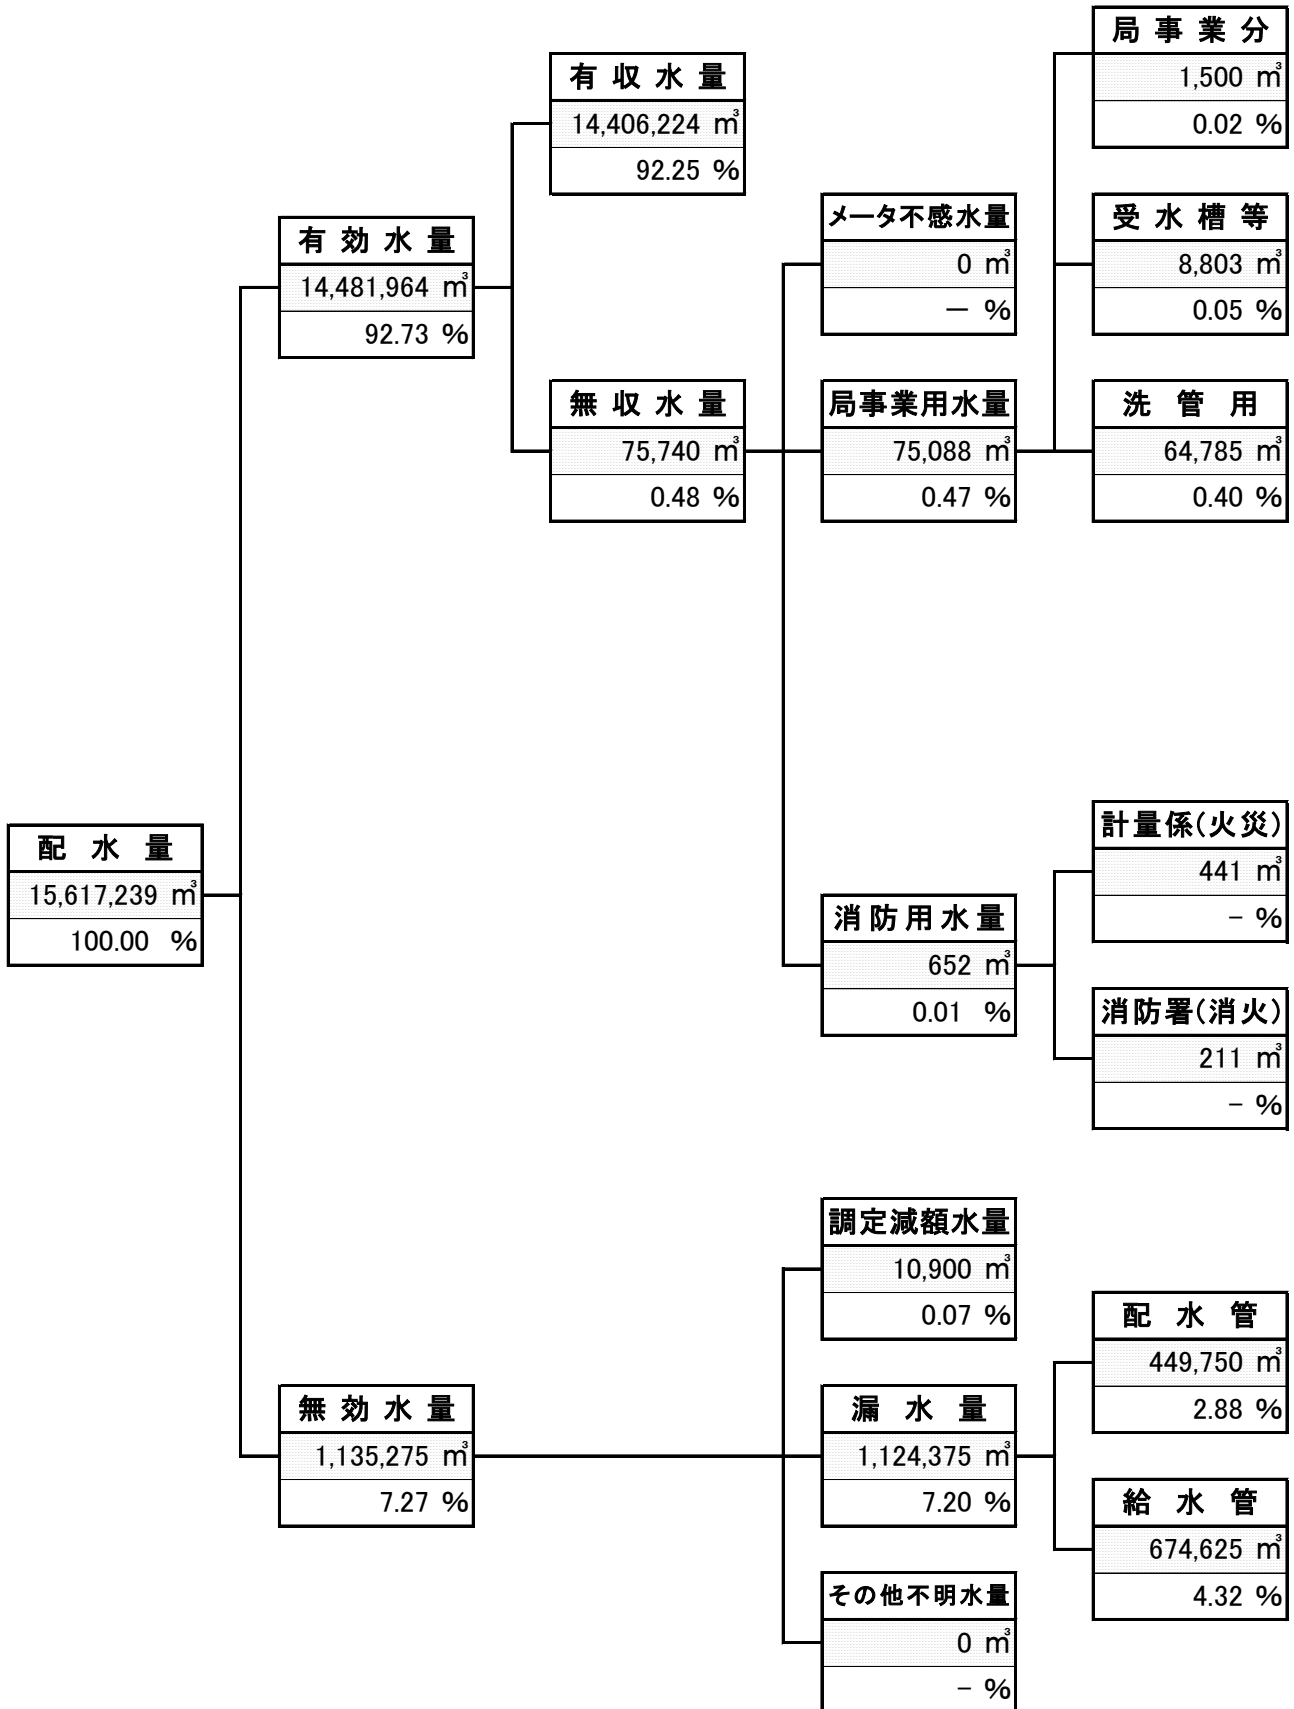 配水量
15,617,239 ㎥
100.00 %
有効水量
14,481,964 ㎥
92.73 %
有収水量
14,406,224 ㎥
92.25 %
無収水量
75,740 ㎥
0.48 %
メータ不感水量
0 ㎥
ー %
局事業用水量
75,088 ㎥
0.47 %
局事業分
1,500 ㎥
0.02 %
受水槽等
8,803 ㎥
0.05 %
洗管用
64,785 ㎥
0.40 %
消防用水量
652 ㎥
0.01 %
計量係(火災)
441 ㎥
- %
消防署(消火)
211 ㎥
- %
無効水量
1,135,275 ㎥
7.27 %
調定減額水量
10,900 ㎥
0.07 %
漏水量
1,124,375 ㎥
7.20 %
配水管
449,750 ㎥
2.88 %
給水管
674,625 ㎥
4.32 %
その他不明水量
0 ㎥
- %